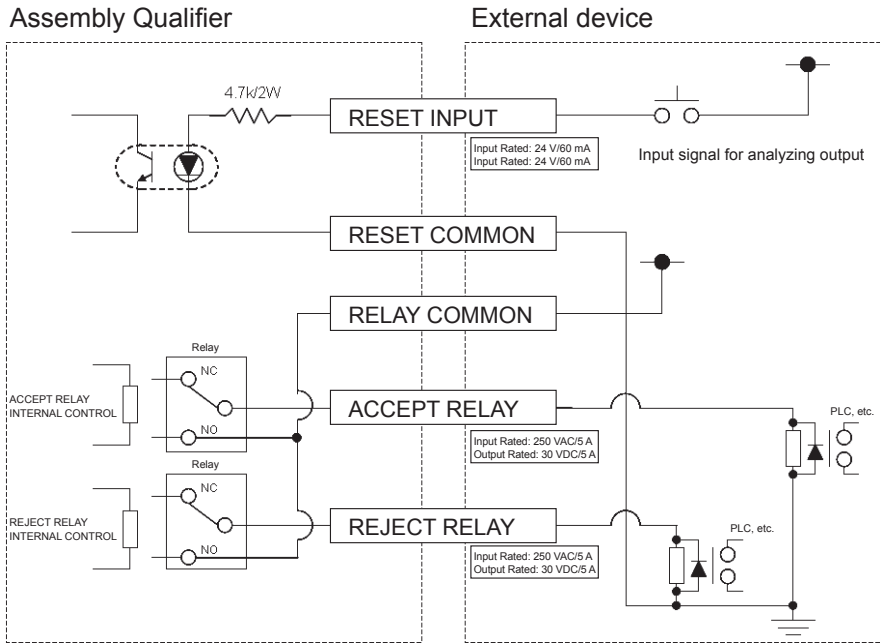 Assembly Qualifier
External device
4.7k/2W
RESET INPUT
Input Rated: 24 V/60 mA
Input Rated: 24 V/60 mA
Input signal for analyzing output
RESET COMMON
RELAY COMMON
Relay
NC
ACCEPT RELAY
INTERNAL CONTROL
NO
ACCEPT RELAY
Input Rated: 250 VAC/5 A
Output Rated: 30 VDC/5 A
PLC, etc.
Relay
NC
REJECT RELAY
INTERNAL CONTROL
NO
REJECT RELAY
Input Rated: 250 VAC/5 A
Output Rated: 30 VDC/5 A
PLC, etc.